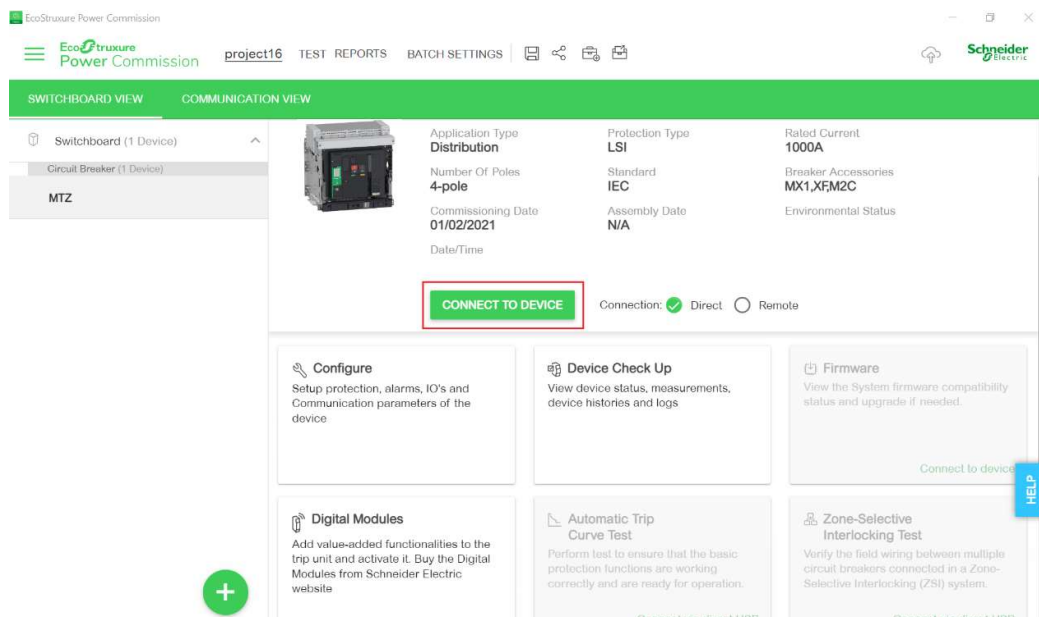 EcoStruxure Power Commission
EcoStruxure
Power Commission
project16 TEST REPORTS BATCH SETTINGS
Schneider
Electric
SWITCHBOARD VIEW COMMUNICATION VIEW
Switchboard (1 Device)
Circuit Breaker (1 Device)
MTZ
Application Type Protection Type Rated Current
Distribution LSI 1000A
Number Of Poles Standard Breaker Accessories
4-pole IEC MX1,XF,M2C
Commissioning Date Assembly Date Environmental Status
01/02/2021 N/A
Date/Time
CONNECT TO DEVICE Connection: Direct Remote
Configure
Setup protection, alarms, IO's and
Communication parameters of the
device
Device Check Up
View device status, measurements,
device histories and logs
Firmware
View the System firmware compatibility
status and upgrade if needed.
Connect to device
HELP
Digital Modules
Add value-added functionalities to the
trip unit and activate it. Buy the Digital
Modules from Schneider Electric
website
Automatic Trip
Curve Test
Perform test to ensure that the basic
protection functions are working
correctly and are ready for operation.
Zone-Selective
Interlocking Test
Verify the field wiring between multiple
circuit breakers connected in a Zone-
Selective Interlocking (ZSI) system.